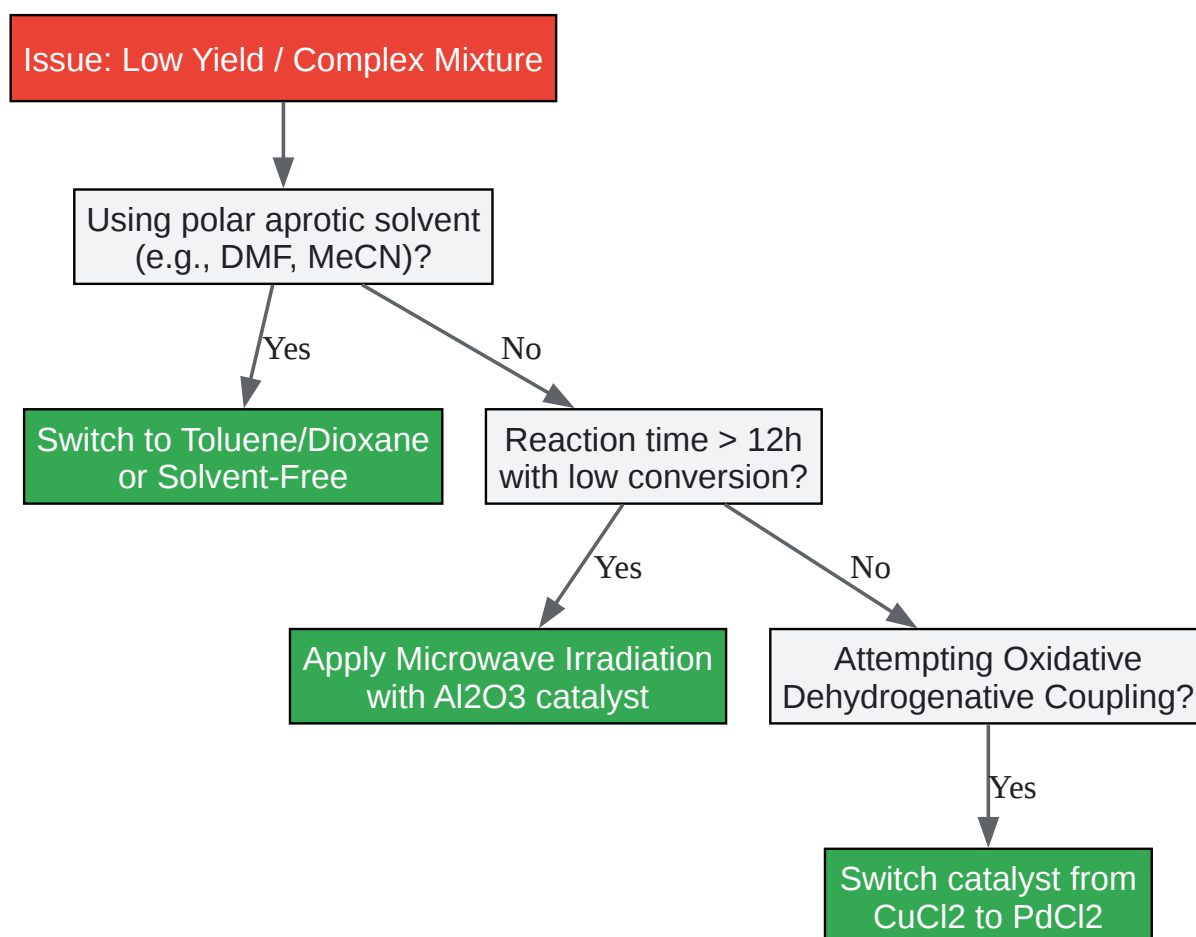 Issue: Low Yield / Complex Mixture
Using polar aprotic solvent
(e.g., DMF, MeCN)?
Yes
No
Switch to Toluene/Dioxane
or Solvent-Free
Reaction time > 12h
with low conversion?
Yes
No
Apply Microwave Irradiation
with Al2O3 catalyst
Attempting Oxidative
Dehydrogenative Coupling?
Yes
Switch catalyst from
CuCl2 to PdCl2